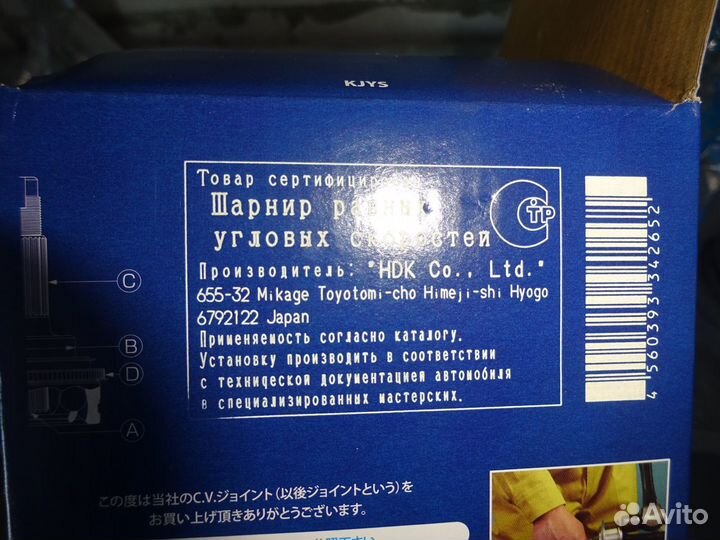 KJYS
Товар сертифицирован
Шарнир равных
угловых скоростей
СТР
Производитель: "HDK Co., Ltd."
655-32 Mikage Toyotomi-cho Himeji-shi Hyogo
6792122 Japan
Применяемость согласно каталогу.
Установку производить в соответствии
с технической документацией автомобиля
в специализированных мастерских.
4 560393 342652
C
B
D
A
この度は当社のC.V.ジョイント(以後ジョイントという)を
お買い上げ頂きありがとうございます。
Avito